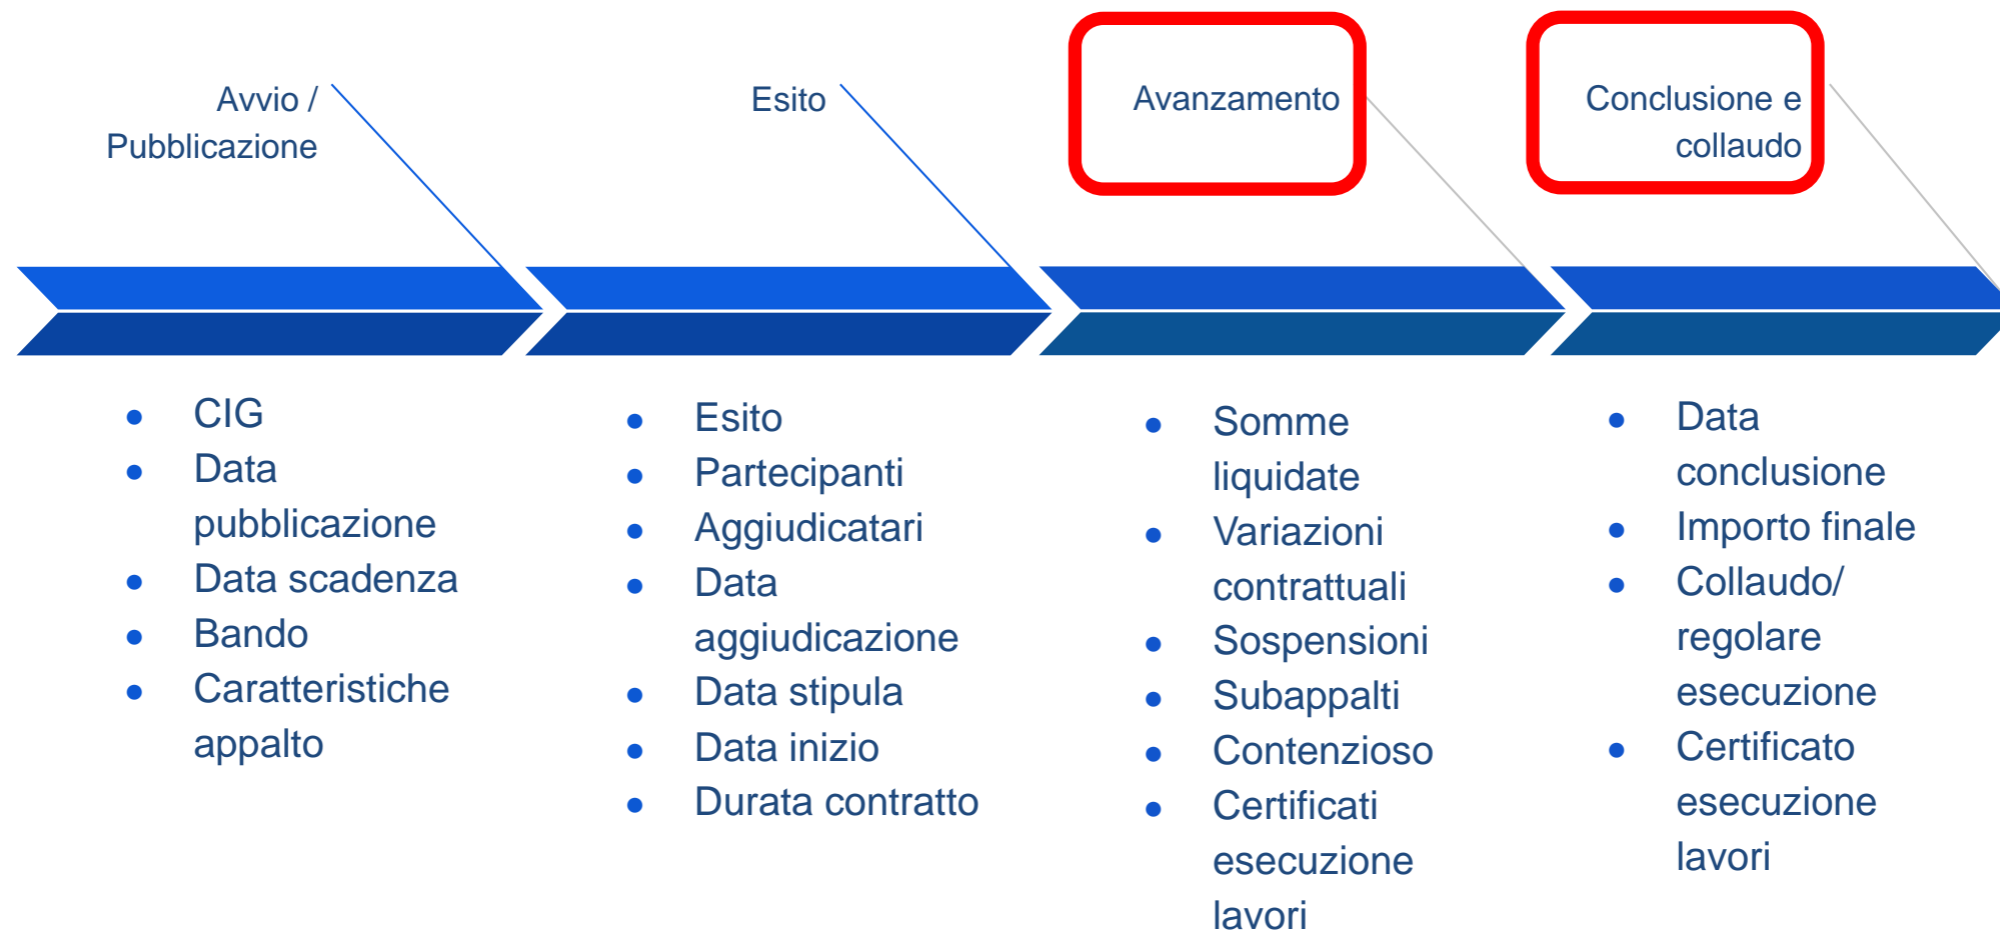 Avvio /
Pubblicazione
Esito
Avanzamento
Conclusione e
collaudo
● CIG
● Data
pubblicazione
● Data scadenza
● Bando
● Caratteristiche
appalto
● Esito
● Partecipanti
● Aggiudicatari
● Data
aggiudicazione
● Data stipula
● Data inizio
● Durata contratto
● Somme
liquidate
● Variazioni
contrattuali
● Sospensioni
● Subappalti
● Contenzioso
● Certificati
esecuzione
lavori
● Data
conclusione
● Importo finale
● Collaudo/
regolare
esecuzione
● Certificato
esecuzione
lavori